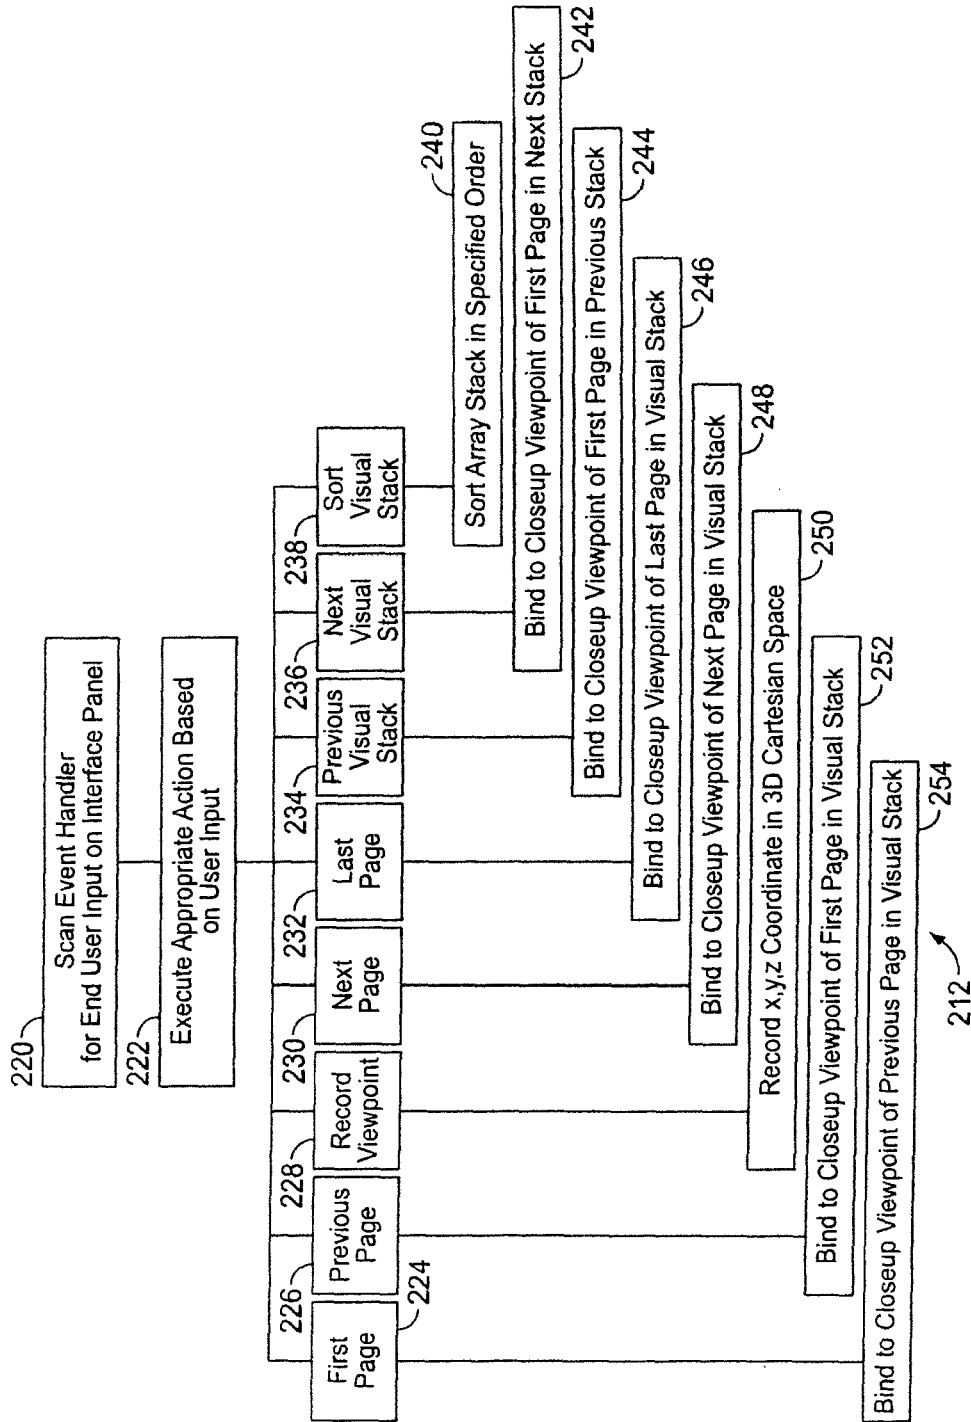 220
Scan Event Handler
for End User Input on Interface Panel
222
Execute Appropriate Action Based
on User Input
First
Page
224
226
Previous
Page
228
Record
Viewpoint
230
Next
Page
232
Last
Page
234
Previous
Visual
Stack
236
Next
Visual
Stack
238
Sort
Visual
Stack
Sort Array Stack in Specified Order
240
Bind to Closeup Viewpoint of First Page in Next Stack
242
Bind to Closeup Viewpoint of First Page in Previous Stack
244
Bind to Closeup Viewpoint of Last Page in Visual Stack
246
Bind to Closeup Viewpoint of Next Page in Visual Stack
248
Record x,y,z Coordinate in 3D Cartesian Space
250
Bind to Closeup Viewpoint of First Page in Visual Stack
252
Bind to Closeup Viewpoint of Previous Page in Visual Stack
254
212